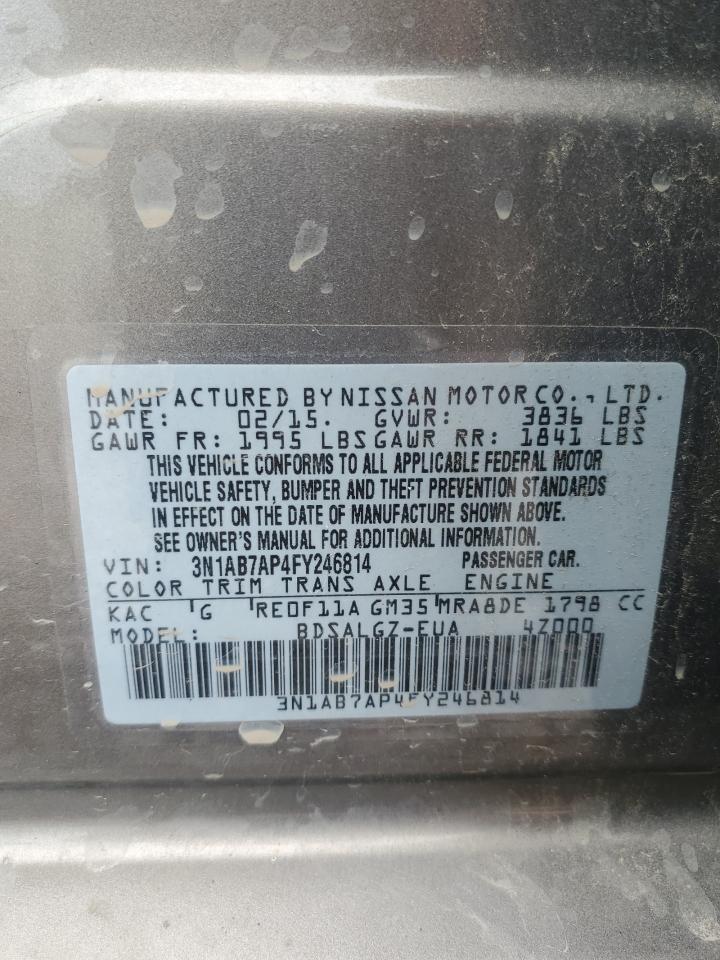 MANUFACTURED BY NISSAN MOTOR CO., LTD.
DATE: 02/15. GVWR: 3836 LBS
GAWR FR: 1995 LBS GAWR RR: 1841 LBS
THIS VEHICLE CONFORMS TO ALL APPLICABLE FEDERAL MOTOR
VEHICLE SAFETY, BUMPER AND THEFT PREVENTION STANDARDS
IN EFFECT ON THE DATE OF MANUFACTURE SHOWN ABOVE.
SEE OWNER'S MANUAL FOR ADDITIONAL INFORMATION.
VIN: 3N1AB7AP4FY246814 PASSENGER CAR.
COLOR TRIM TRANS AXLE ENGINE
KAC G RE0F11A GM35 MRA8DE 1798 CC
MODEL: BDSALGZ-EUA 4Z000
3N1AB7AP4FY246814